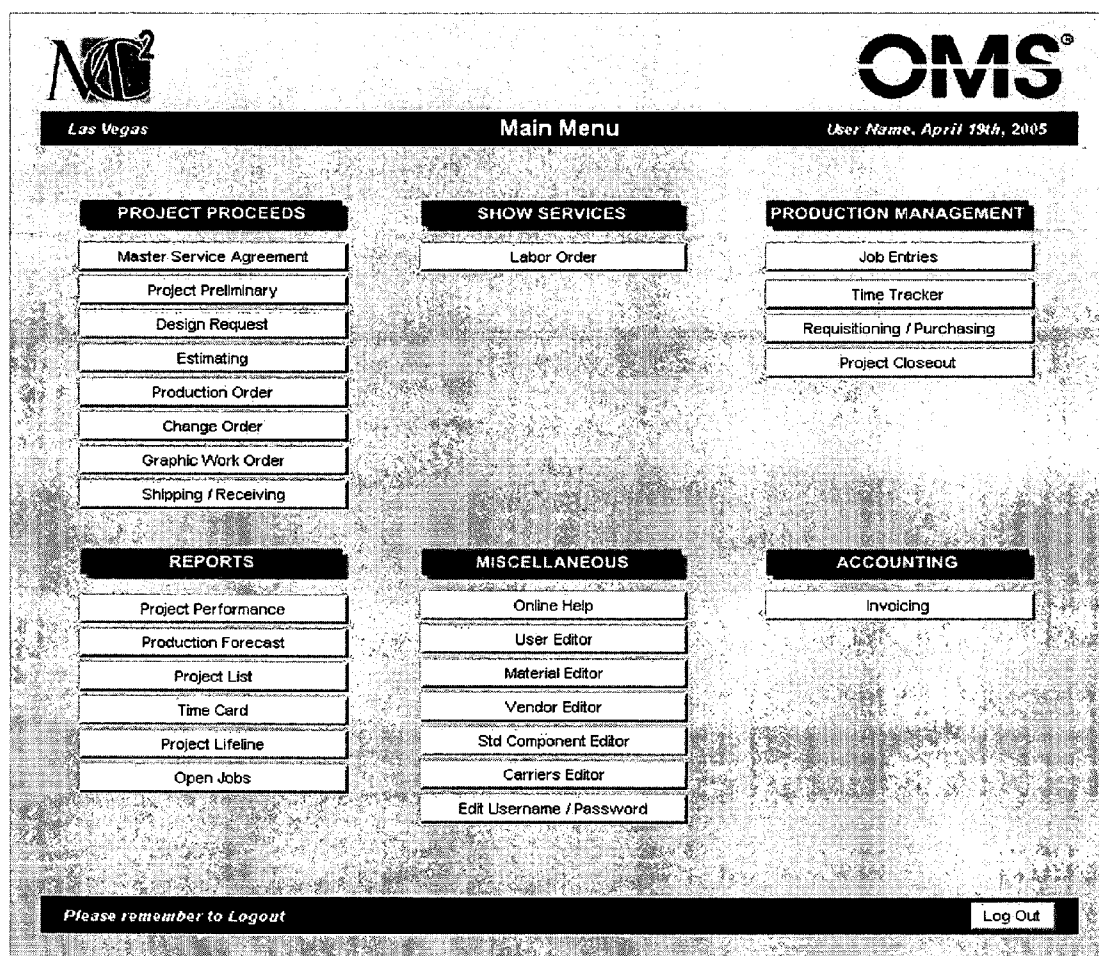 MC2
OMS®
Las Vegas
Main Menu
User Name, April 19th, 2005
PROJECT PROCEEDS
Master Service Agreement
Project Preliminary
Design Request
Estimating
Production Order
Change Order
Graphic Work Order
Shipping / Receiving
SHOW SERVICES
Labor Order
PRODUCTION MANAGEMENT
Job Entries
Time Tracker
Requisitioning / Purchasing
Project Closeout
REPORTS
Project Performance
Production Forecast
Project List
Time Card
Project Lifeline
Open Jobs
MISCELLANEOUS
Online Help
User Editor
Material Editor
Vendor Editor
Std Component Editor
Carriers Editor
Edit Username / Password
ACCOUNTING
Invoicing
Please remember to Logout
Log Out